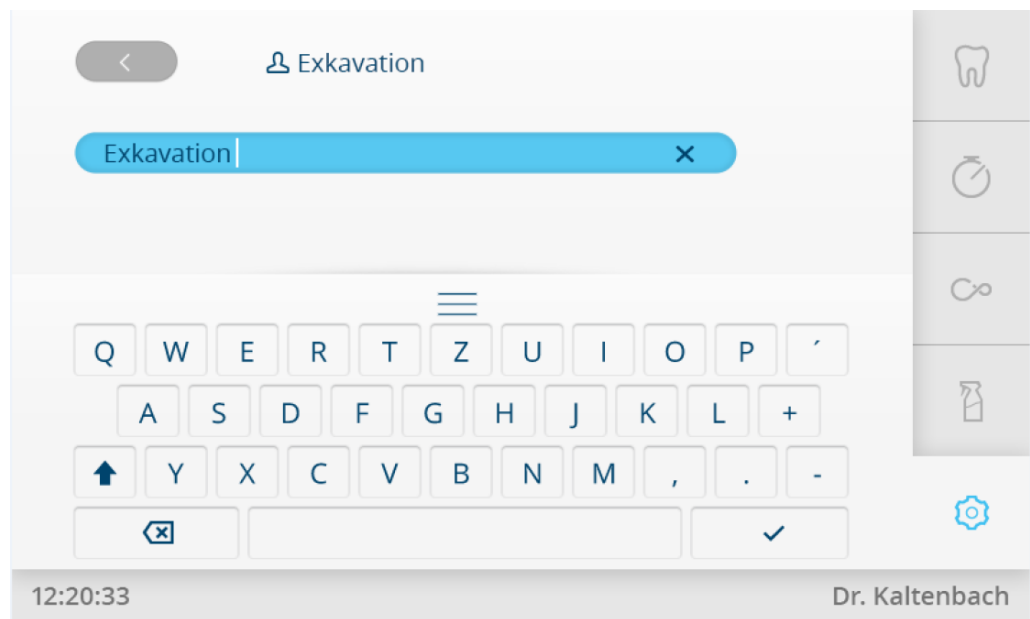 Exkavation
Exkavation
Q W E R T Z U I O P ´
A S D F G H J K L +
Y X C V B N M , . -
12:20:33 Dr. Kaltenbach